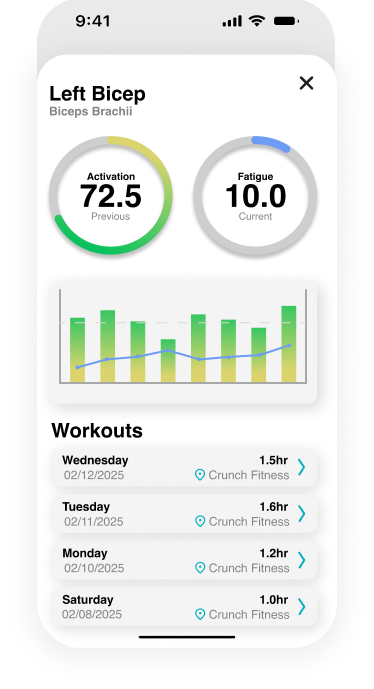 9:41
Left Bicep
Biceps Brachii
Activation
72.5
Previous
Fatigue
10.0
Current
Workouts
Wednesday 1.5hr
02/12/2025 Crunch Fitness
Tuesday 1.6hr
02/11/2025 Crunch Fitness
Monday 1.2hr
02/10/2025 Crunch Fitness
Saturday 1.0hr
02/08/2025 Crunch Fitness